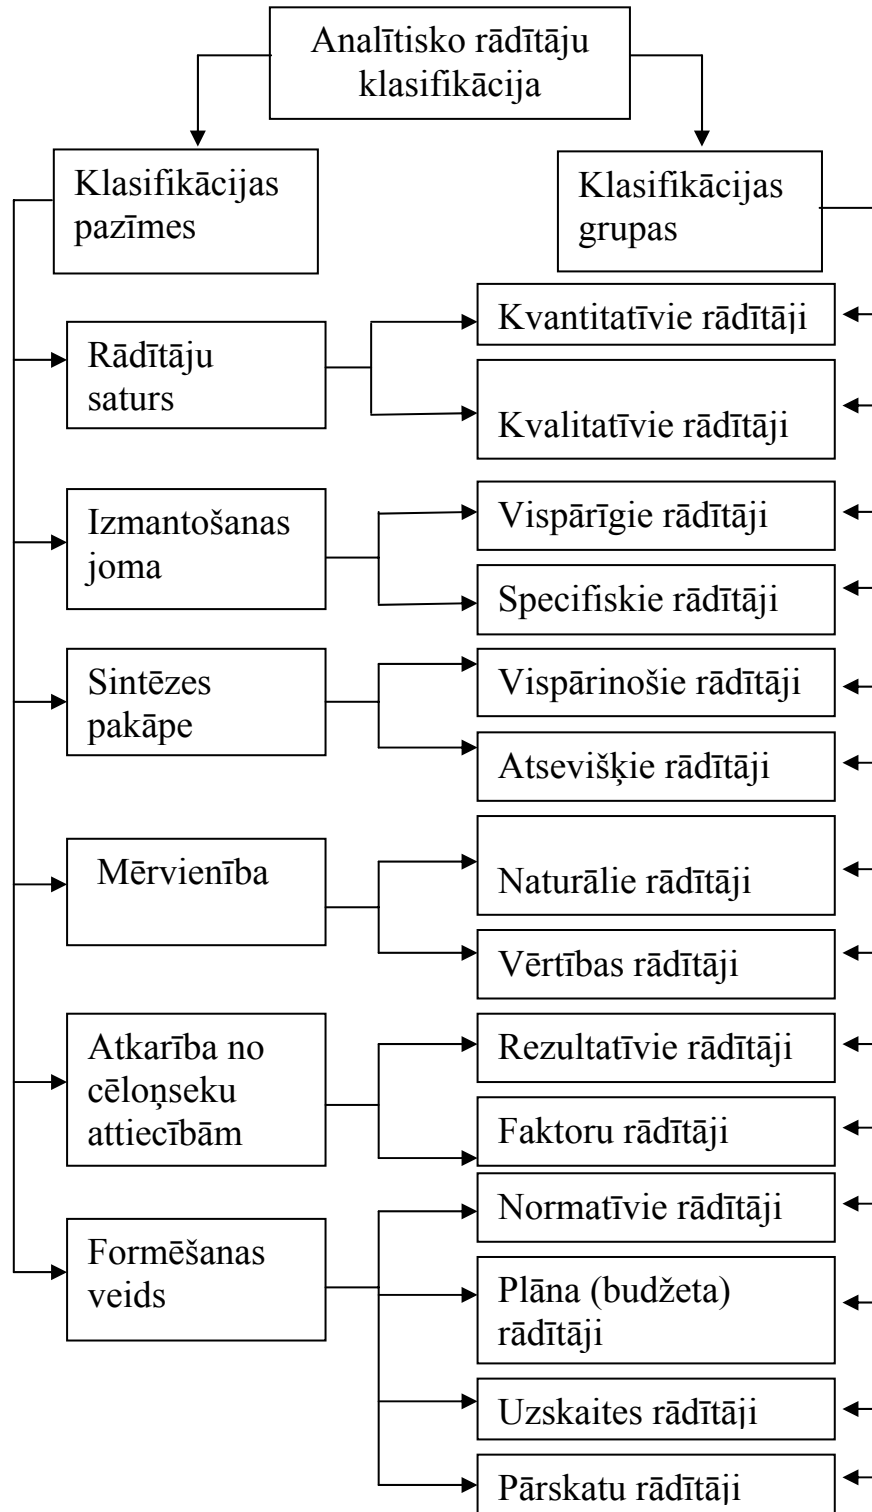 Analītisko rādītāju
klasifikācija
Klasifikācijas
pazīmes
Klasifikācijas
grupas
Rādītāju
saturs
Kvantitatīvie rādītāji
Kvalitatīvie rādītāji
Izmantošanas
joma
Vispārīgie rādītāji
Specifiskie rādītāji
Sintēzes
pakāpe
Vispārinošie rādītāji
Atsevišķie rādītāji
Mērvienība
Naturālie rādītāji
Vērtības rādītāji
Atkarība no
cēloņseku
attiecībām
Rezultatīvie rādītāji
Faktoru rādītāji
Formēšanas
veids
Normatīvie rādītāji
Plāna (budžeta)
rādītāji
Uzskaites rādītāji
Pārskatu rādītāji